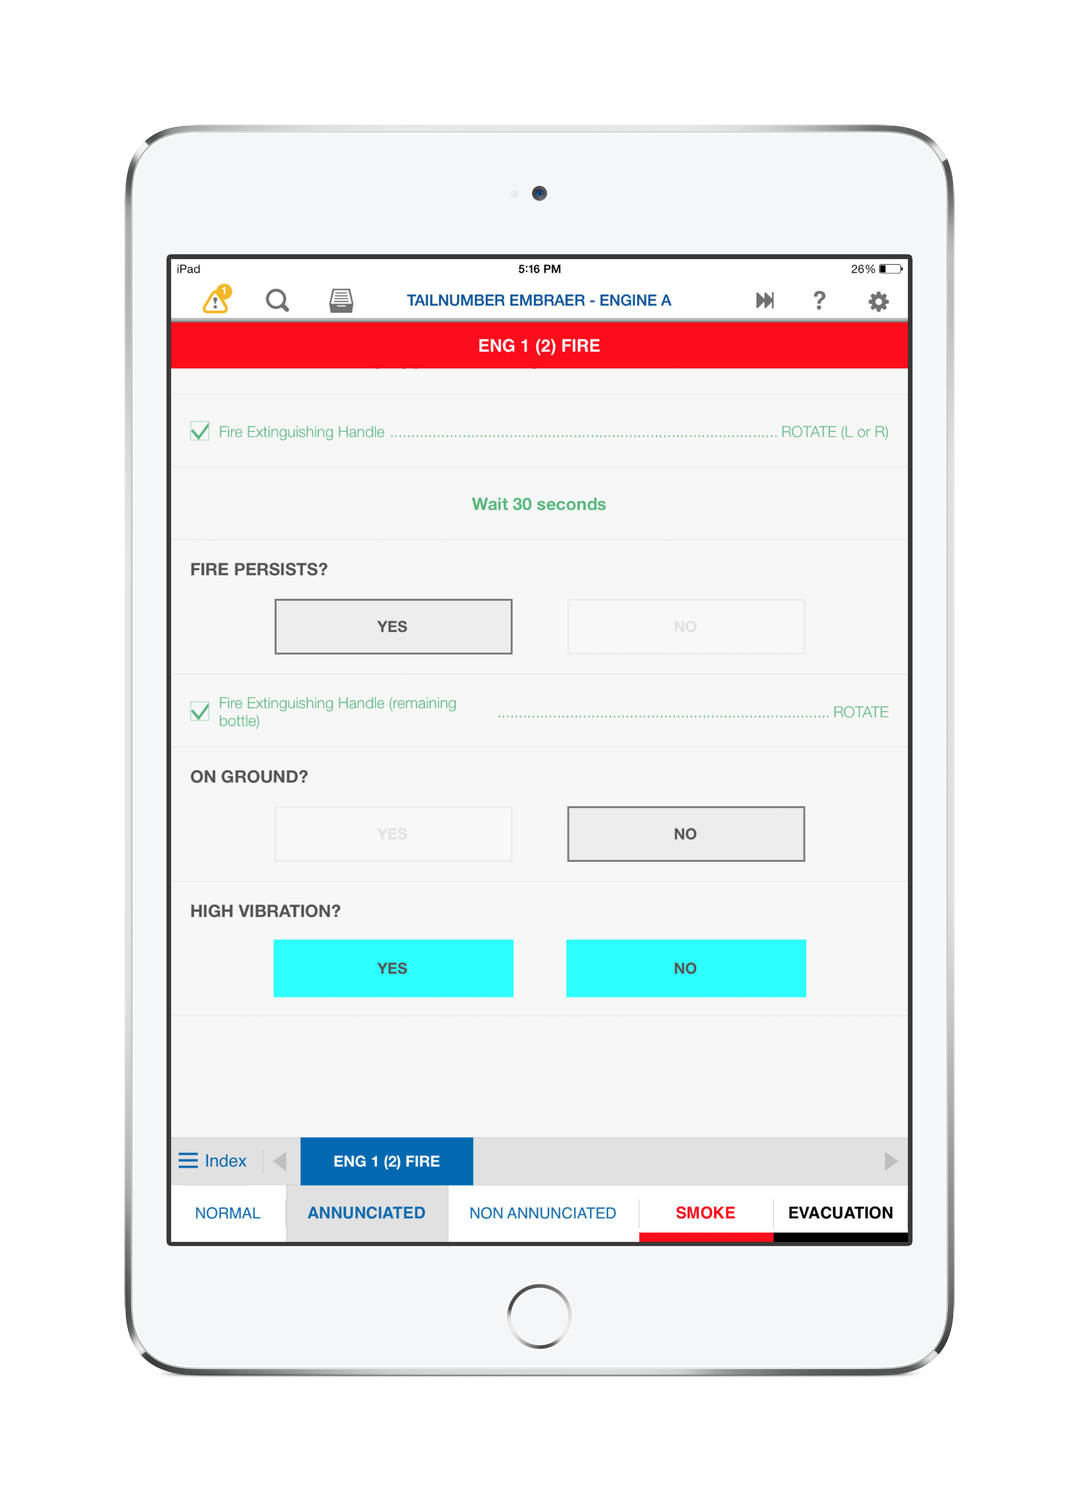 iPad 5:16 PM 26%
1
TAILNUMBER EMBRAER - ENGINE A ?
ENG 1 (2) FIRE
Fire Extinguishing Handle ROTATE (L or R)
Wait 30 seconds
FIRE PERSISTS?
YES NO
Fire Extinguishing Handle (remaining
bottle) ROTATE
ON GROUND?
YES NO
HIGH VIBRATION?
YES NO
Index ENG 1 (2) FIRE
NORMAL ANNUNCIATED NON ANNUNCIATED SMOKE EVACUATION